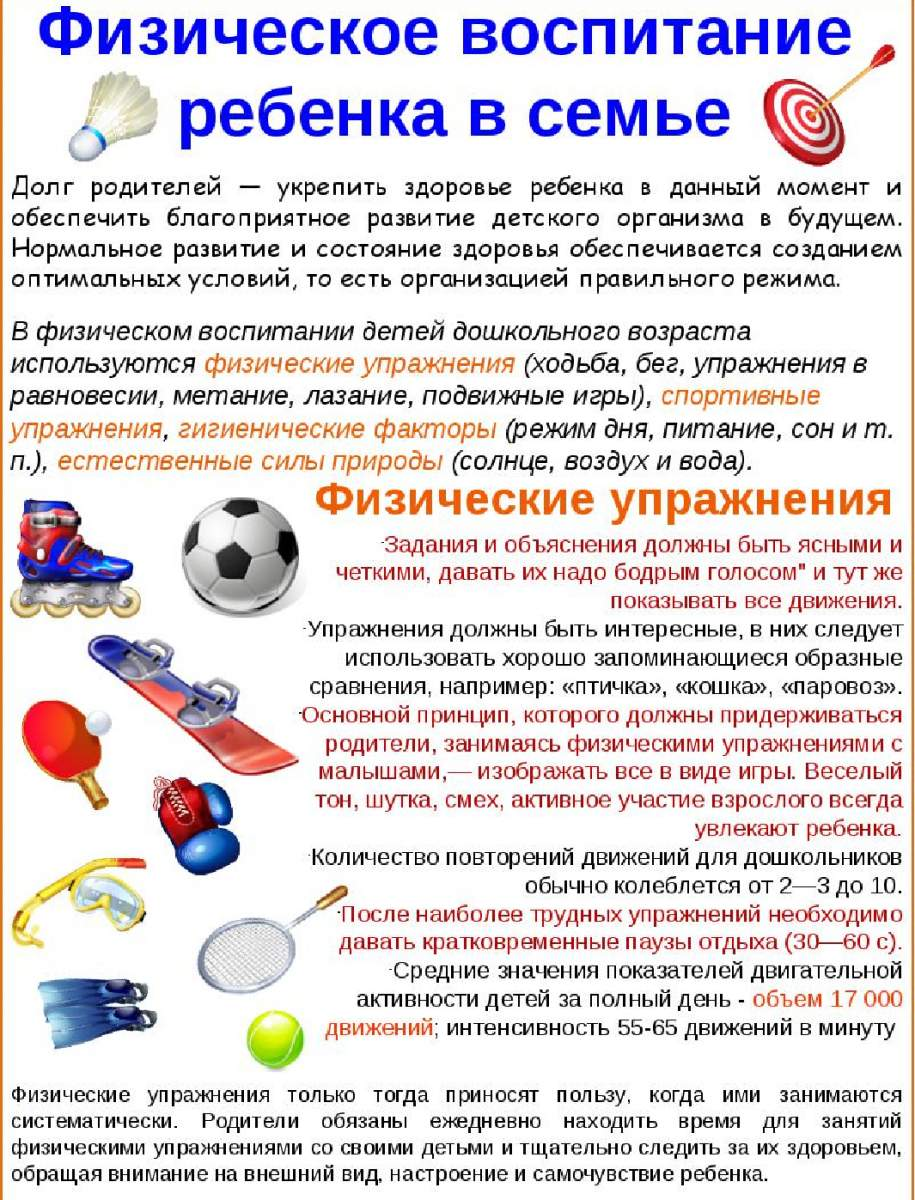 Физическое воспитание
ребенка в семье
Долг родителей — укрепить здоровье ребенка в данный момент и
обеспечить благоприятное развитие детского организма в будущем.
Нормальное развитие и состояние здоровья обеспечивается созданием
оптимальных условий, то есть организацией правильного режима.
В физическом воспитании детей дошкольного возраста
используются физические упражнения (ходьба, бег, упражнения в
равновесии, метание, лазание, подвижные игры), спортивные
упражнения, гигиенические факторы (режим дня, питание, сон и т.
п.), естественные силы природы (солнце, воздух и вода).
Физические упражнения
·Задания и объяснения должны быть ясными и
четкими, давать их надо бодрым голосом" и тут же
показывать все движения.
·Упражнения должны быть интересные, в них следует
использовать хорошо запоминающиеся образные
сравнения, например: «птичка», «кошка», «паровоз».
·Основной принцип, которого должны придерживаться
родители, занимаясь физическими упражнениями с
малышами,— изображать все в виде игры. Веселый
тон, шутка, смех, активное участие взрослого всегда
увлекают ребенка.
·Количество повторений движений для дошкольников
обычно колеблется от 2—3 до 10.
·После наиболее трудных упражнений необходимо
давать кратковременные паузы отдыха (30—60 с).
·Средние значения показателей двигательной
активности детей за полный день - объем 17 000
движений; интенсивность 55-65 движений в минуту
Физические упражнения только тогда приносят пользу, когда ими занимаются
систематически. Родители обязаны ежедневно находить время для занятий
физическими упражнениями со своими детьми и тщательно следить за их здоровьем,
обращая внимание на внешний вид, настроение и самочувствие ребенка.